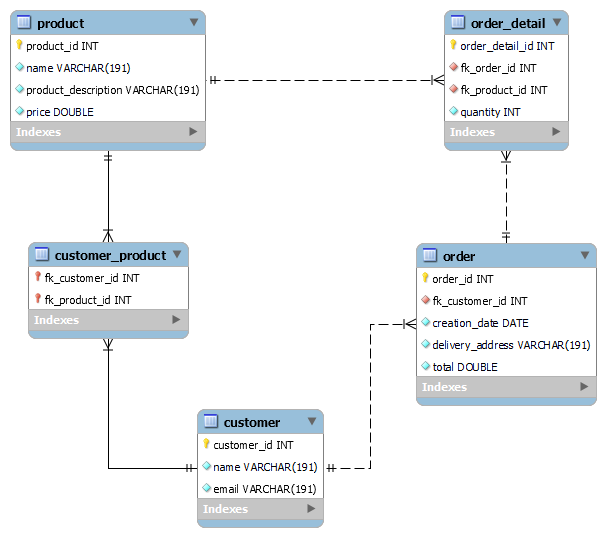 product
product_id INT
name VARCHAR(191)
product_description VARCHAR(191)
price DOUBLE
Indexes
order_detail
order_detail_id INT
fk_order_id INT
fk_product_id INT
quantity INT
Indexes
customer_product
fk_customer_id INT
fk_product_id INT
Indexes
order
order_id INT
fk_customer_id INT
creation_date DATE
delivery_address VARCHAR(191)
total DOUBLE
Indexes
customer
customer_id INT
name VARCHAR(191)
email VARCHAR(191)
Indexes